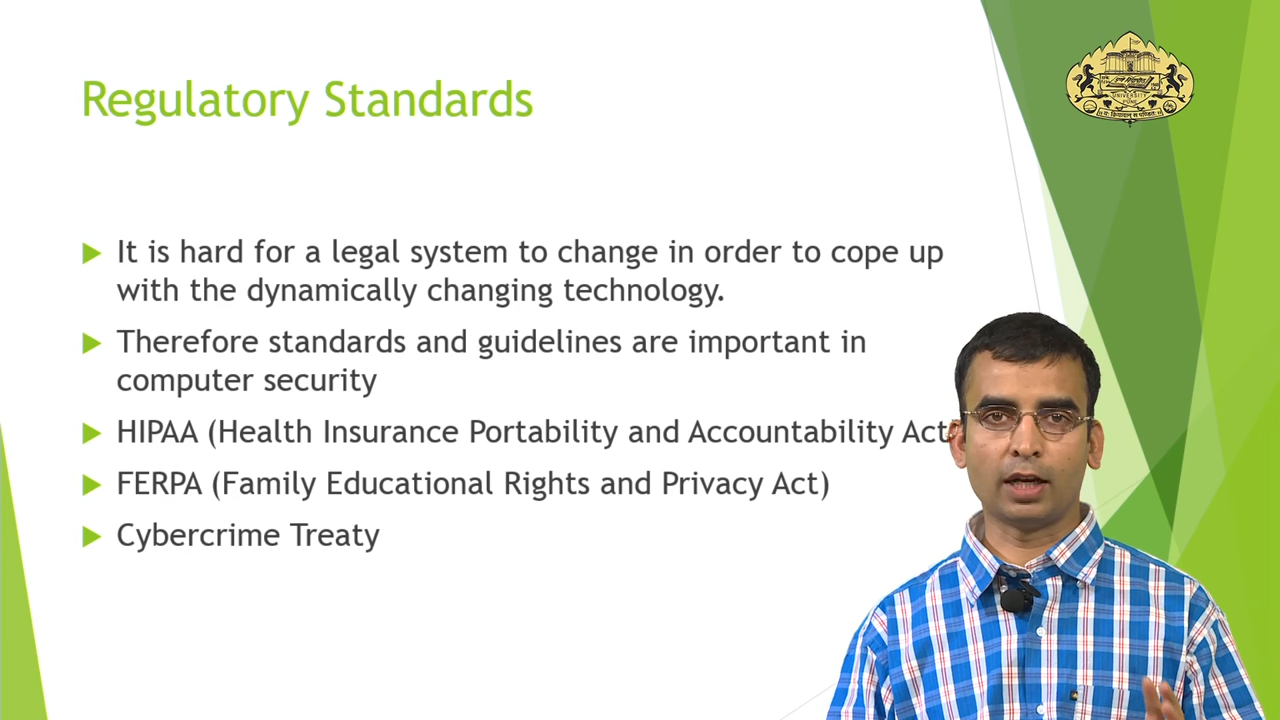 Regulatory Standards
It is hard for a legal system to change in order to cope up
with the dynamically changing technology.
Therefore standards and guidelines are important in
computer security
HIPAA (Health Insurance Portability and Accountability Act
FERPA (Family Educational Rights and Privacy Act)
Cybercrime Treaty
UNIVERSITY